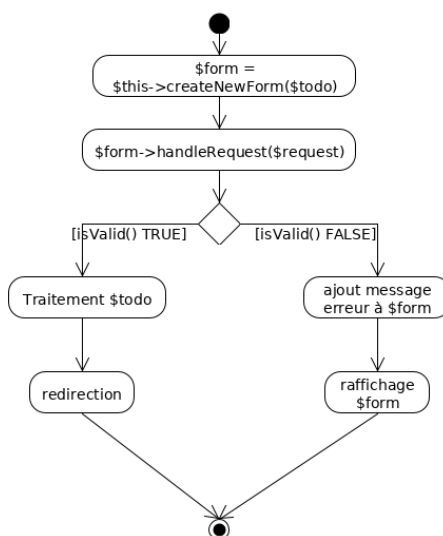 $form =
$this->createNewForm($todo)
$form->handleRequest($request)
[isValid() TRUE]
[isValid() FALSE]
Traitement $todo
ajout message
erreur à $form
redirection
raffichage
$form